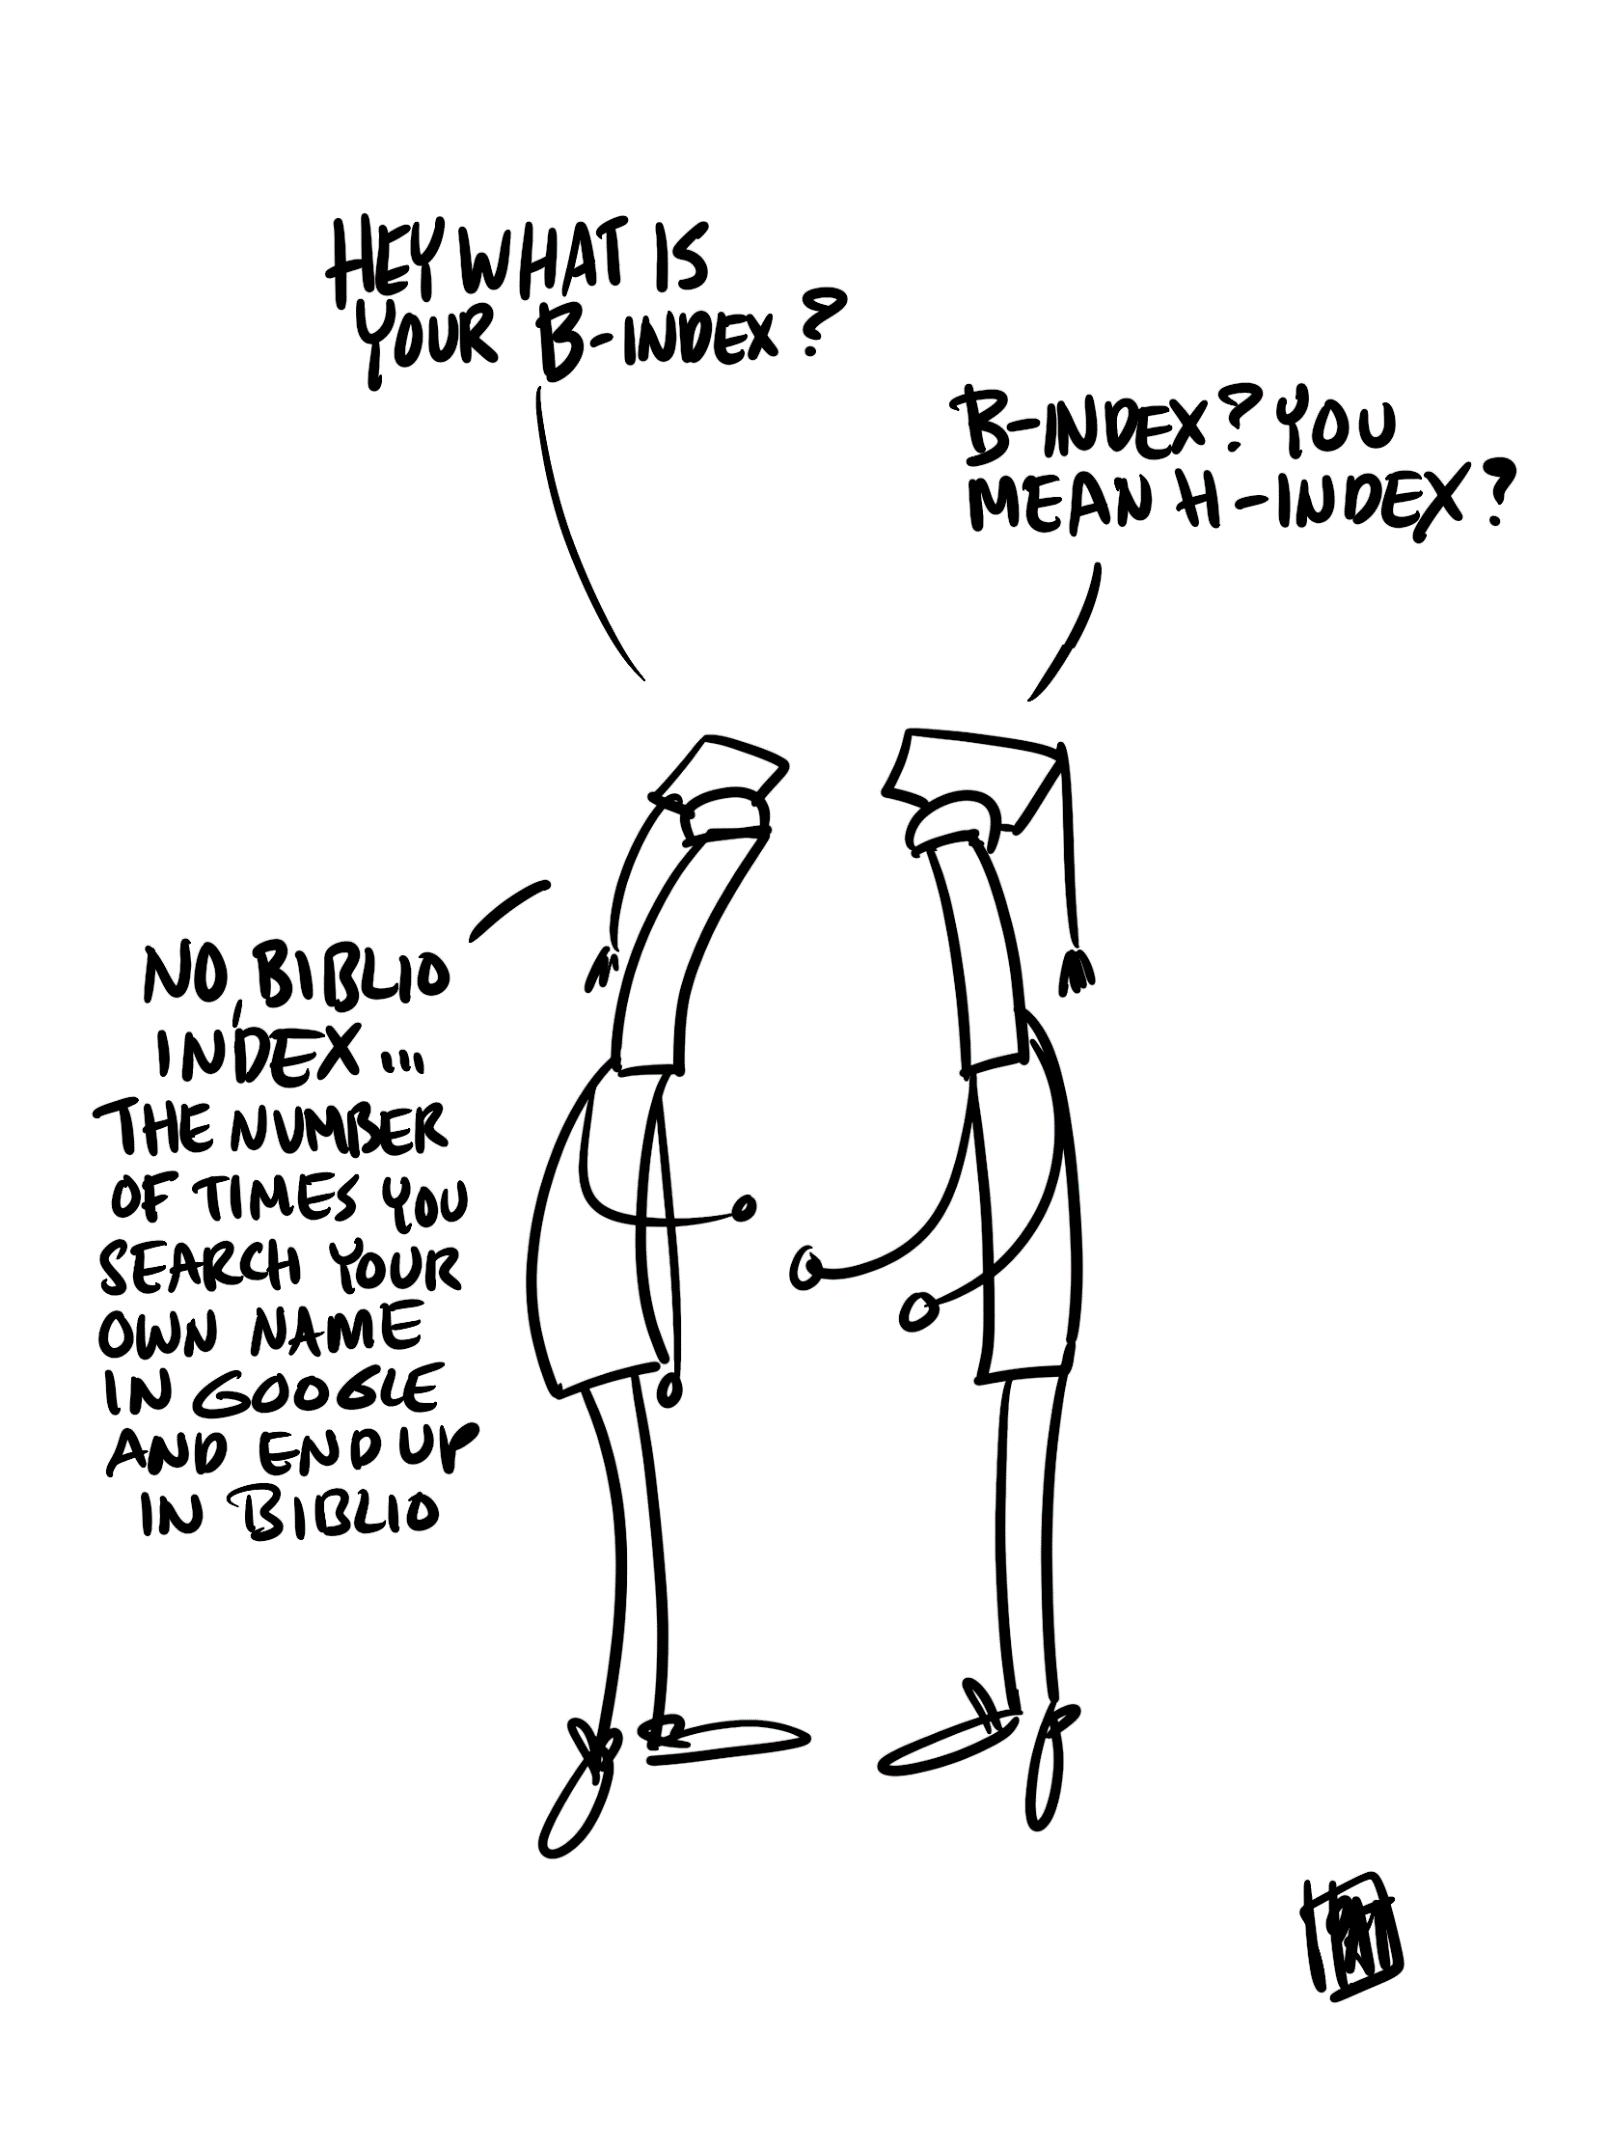 HEY WHAT IS
YOUR B-INDEX?
B-INDEX? YOU
MEAN H-INDEX?
NO, BIBLIO
INDEX...
THE NUMBER
OF TIMES YOU
SEARCH YOUR
OWN NAME
IN GOOGLE
AND END UP
IN BIBLIO